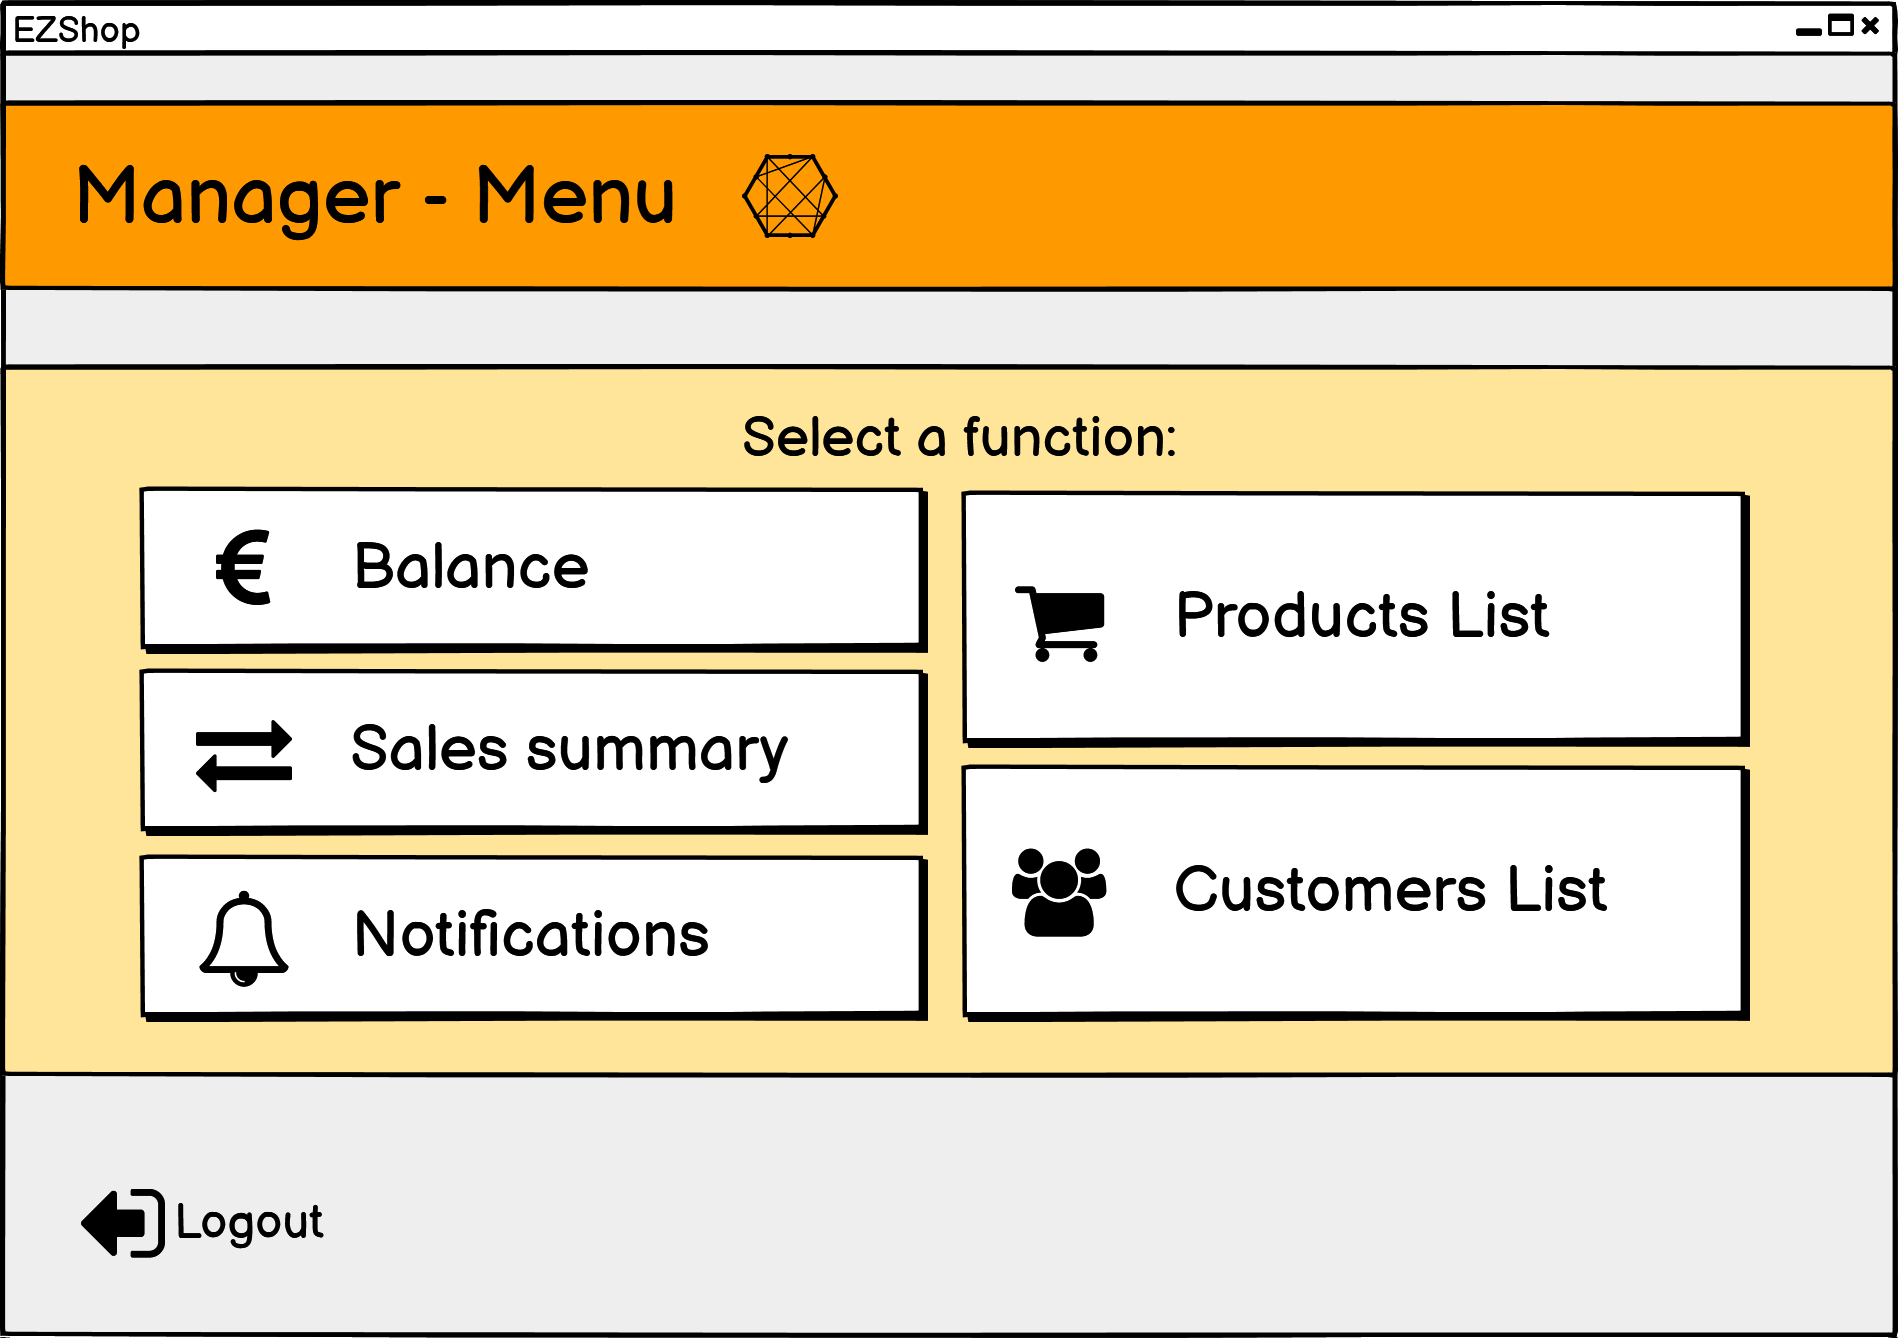 EZShop
Manager - Menu
Select a function:
Balance
Sales summary
Notifications
Products List
Customers List
Logout